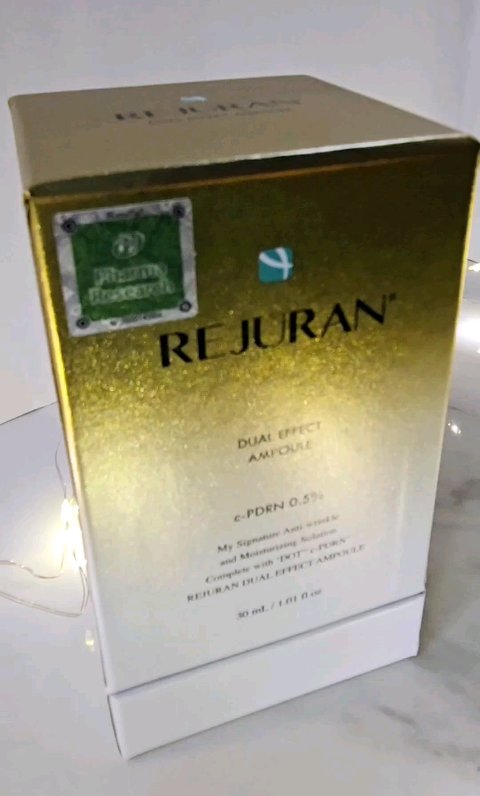 REJURAN
Pharma
Research
REJURAN®
DUAL EFFECT
AMPOULE
c-PDRN 0.5%
My Signature Anti-wrinkle
and Moisturizing Solution
Complete with "DOT™ c-PDRN"
REJURAN DUAL EFFECT AMPOULE
30 mL / 1.01 fl oz